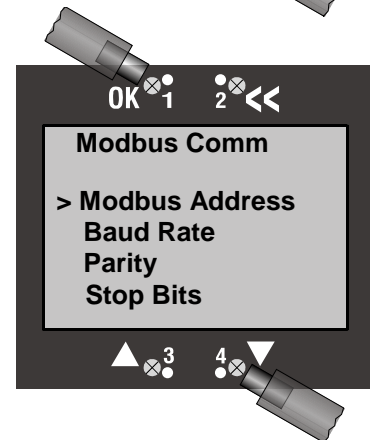 OK 1 2 <<
Modbus Comm
> Modbus Address
Baud Rate
Parity
Stop Bits
3 4